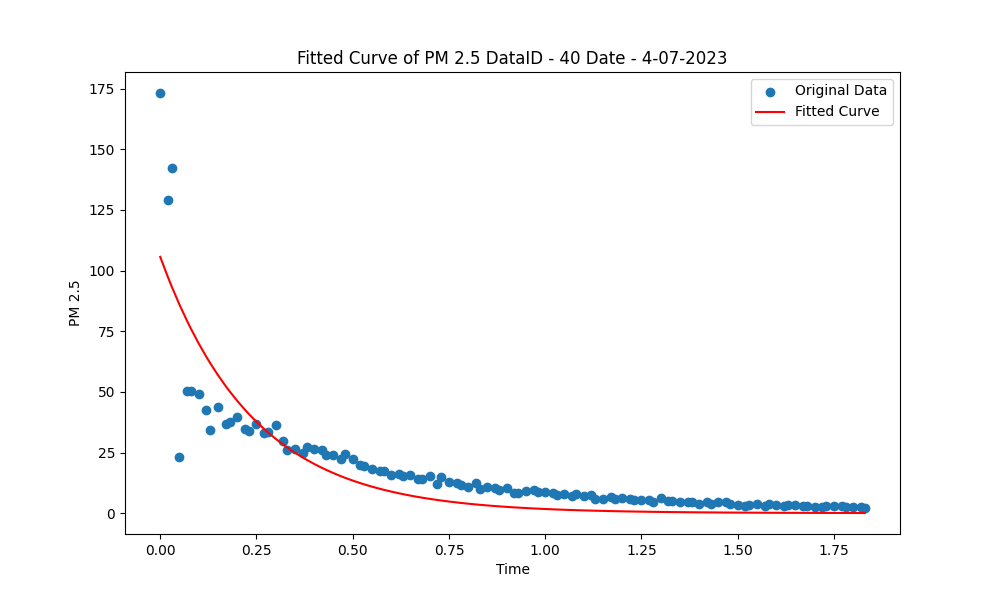 Fitted Curve of PM 2.5 DataID - 40 Date - 4-07-2023
Original Data
Fitted Curve
175
150
125
100
75
50
25
0
PM 2.5
0.00 0.25 0.50 0.75 1.00 1.25 1.50 1.75
Time